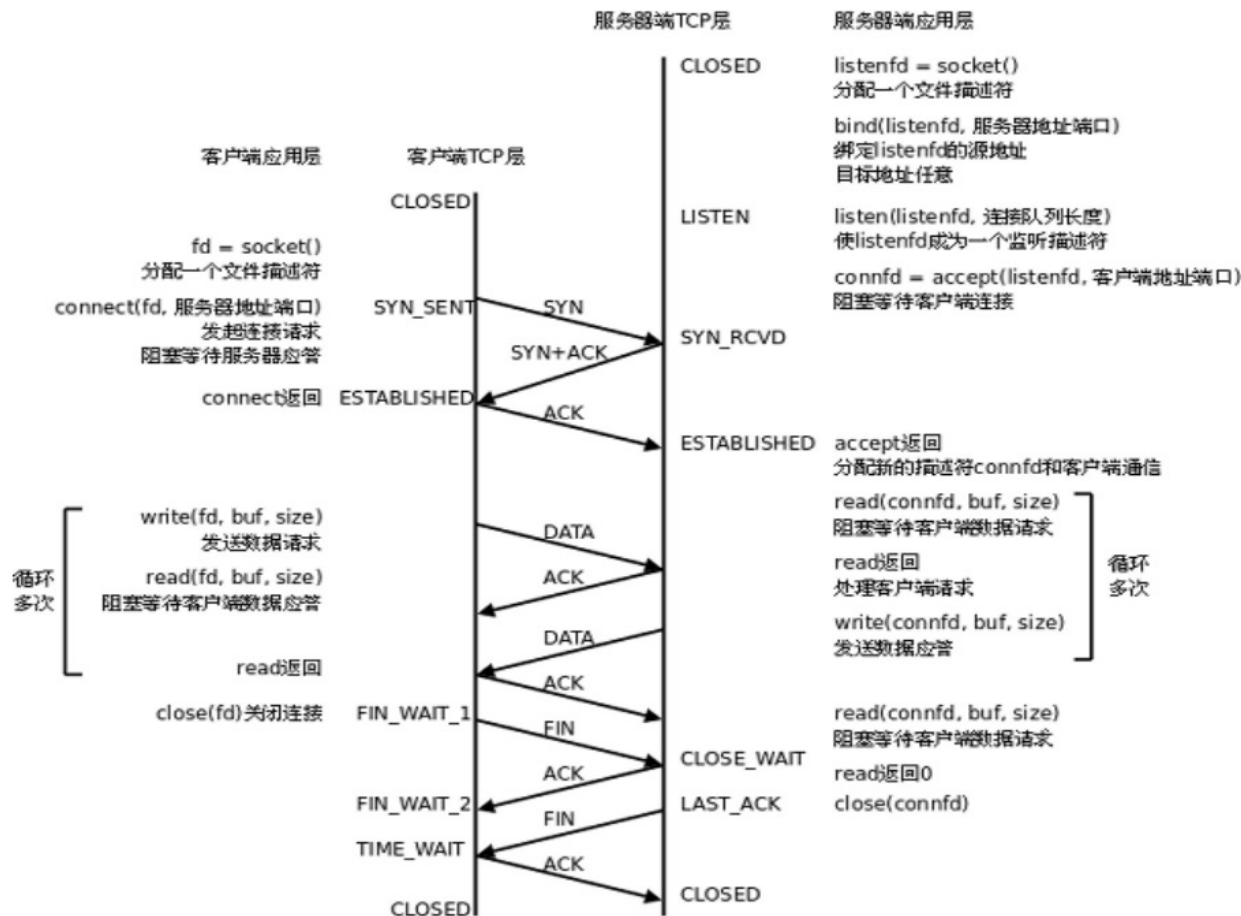 服务器端TCP层
服务器端应用层
CLOSED
listenfd = socket()
分配一个文件描述符
bind(listenfd, 服务器地址端口)
绑定listenfd的源地址
目标地址任意
客户端应用层
客户端TCP层
CLOSED
LISTEN
listen(listenfd, 连接队列长度)
使listenfd成为一个监听描述符
fd = socket()
分配一个文件描述符
connfd = accept(listenfd, 客户端地址端口)
阻塞等待客户端连接
connect(fd, 服务器地址端口)
发起连接请求
阻塞等待服务器应答
SYN_SENT
SYN
SYN_RCVD
SYN+ACK
connect返回
ESTABLISHED
ACK
ESTABLISHED
accept返回
分配新的描述符connfd和客户端通信
循环
多次
write(fd, buf, size)
发送数据请求
read(fd, buf, size)
阻塞等待客户端数据应答
read返回
DATA
ACK
DATA
ACK
read(connfd, buf, size)
阻塞等待客户端数据请求
read返回
处理客户端请求
write(connfd, buf, size)
发送数据应答
循环
多次
close(fd)关闭连接
FIN_WAIT_1
FIN
read(connfd, buf, size)
阻塞等待客户端数据请求
CLOSE_WAIT
read返回0
ACK
FIN_WAIT_2
LAST_ACK
close(connfd)
FIN
TIME_WAIT
ACK
CLOSED
CLOSED